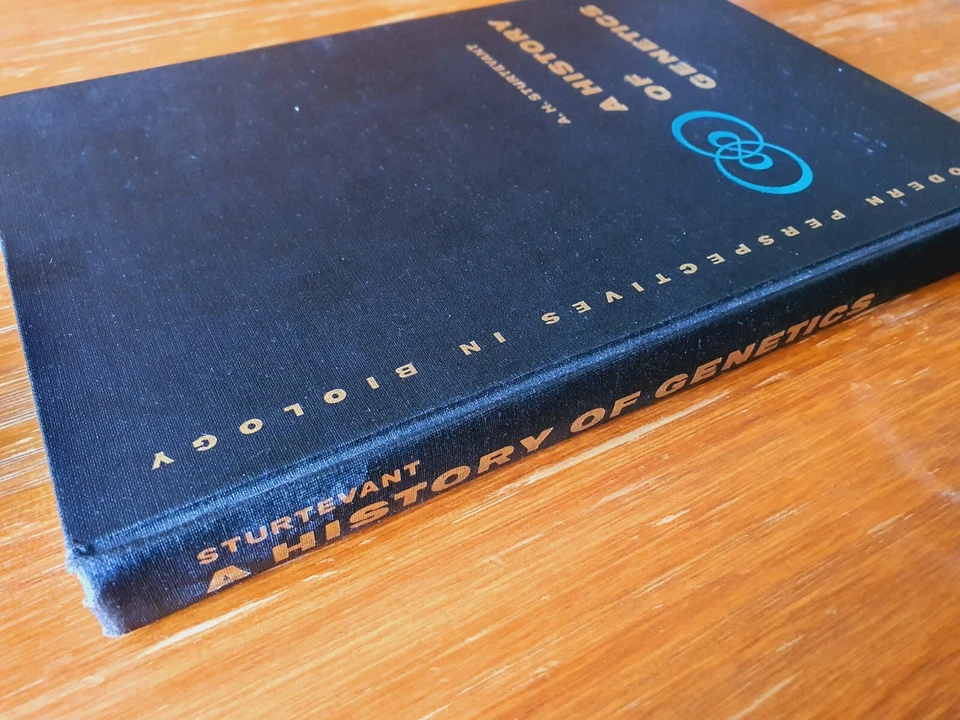 A HISTORY
OF
GENETICS
A. H. STURTEVANT
MODERN PERSPECTIVES IN BIOLOGY
STURTEVANT
A HISTORY OF GENETICS